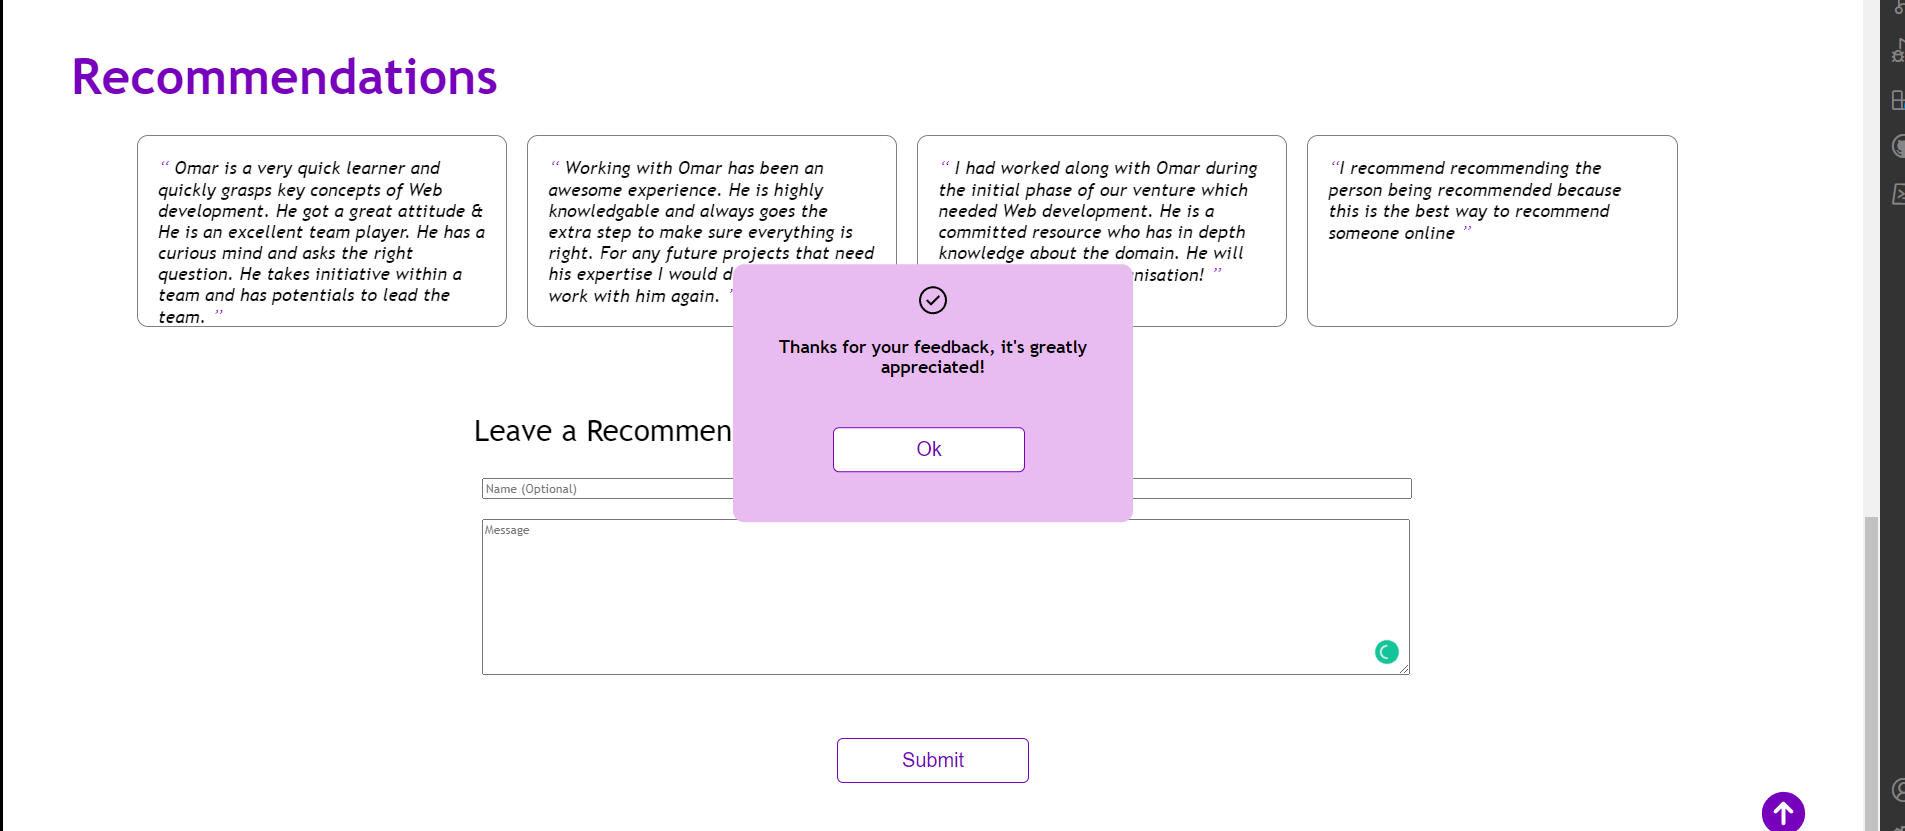 Recommendations
“ Omar is a very quick learner and
quickly grasps key concepts of Web
development. He got a great attitude &
He is an excellent team player. He has a
curious mind and asks the right
question. He takes initiative within a
team and has potentials to lead the
team. ”
“ Working with Omar has been an
awesome experience. He is highly
knowledgable and always goes the
extra step to make sure everything is
right. For any future projects that need
his expertise I would d
work with him again. ”
“ I had worked along with Omar during
the initial phase of our venture which
needed Web development. He is a
committed resource who has in depth
knowledge about the domain. He will
nisation! ”
“I recommend recommending the
person being recommended because
this is the best way to recommend
someone online ”
Thanks for your feedback, it's greatly
appreciated!
Ok
Leave a Recommen
Name (Optional)
Message
Submit